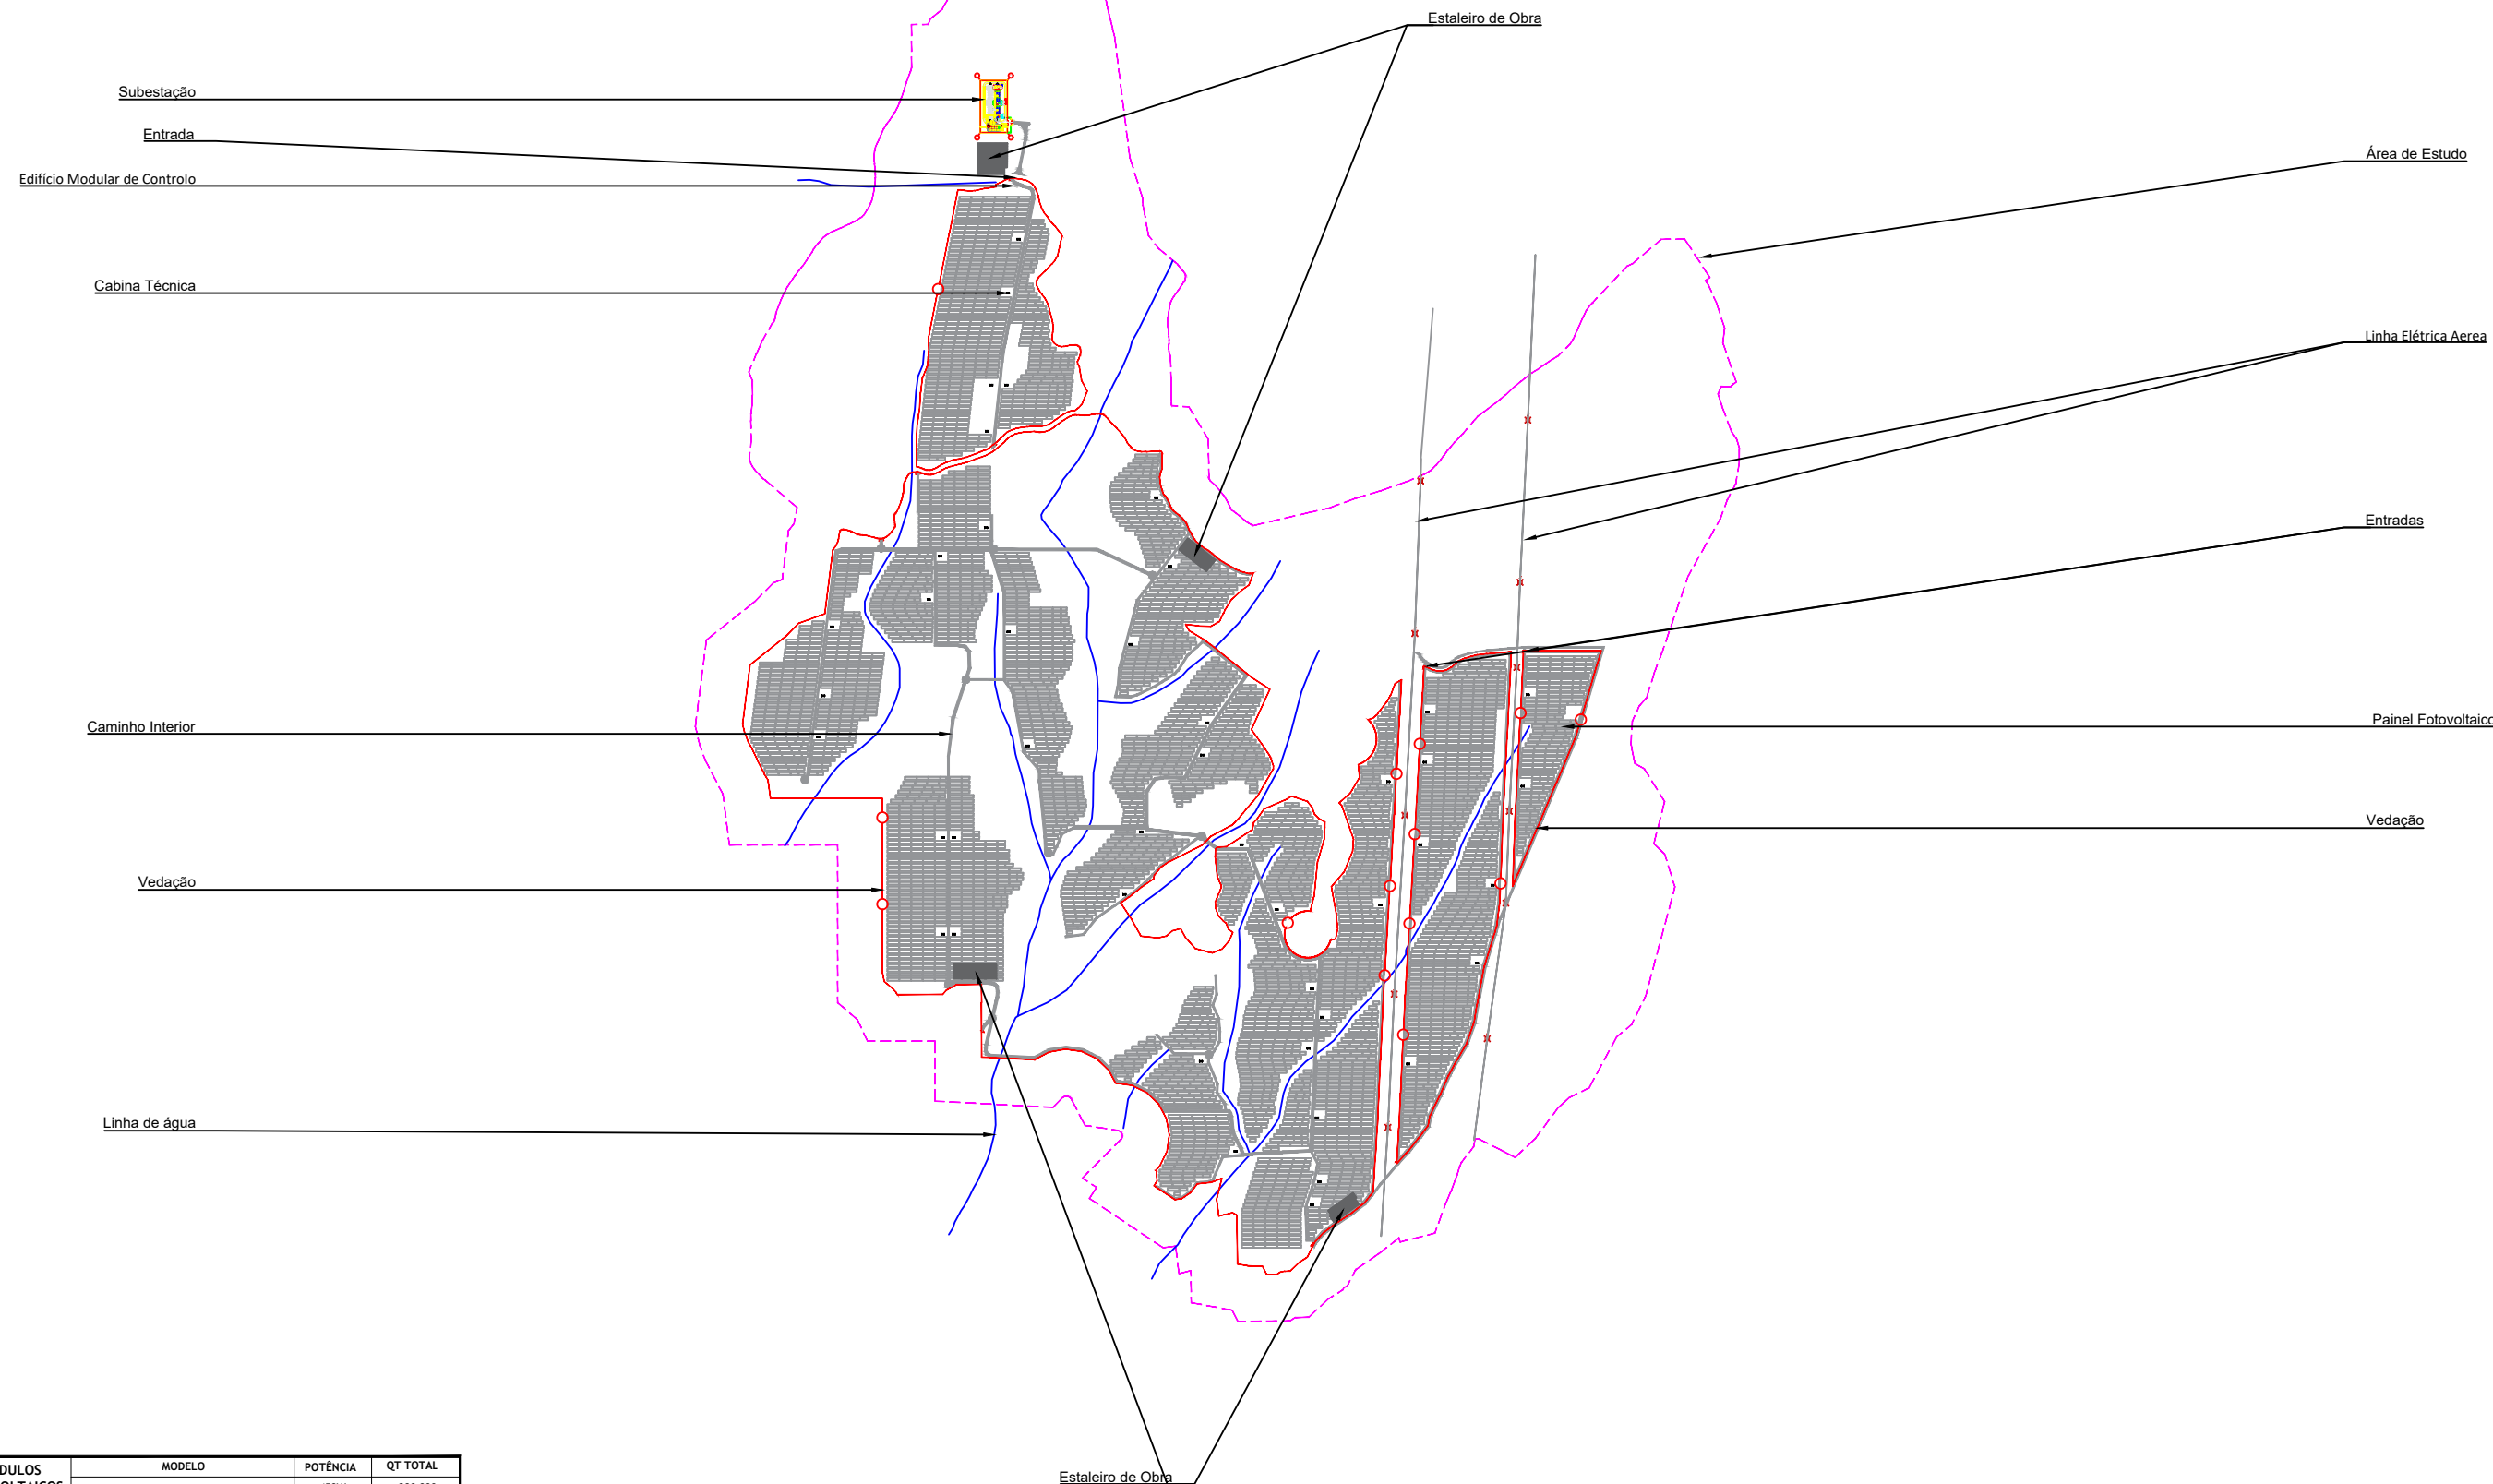 Estaleiro de Obra
Subestação
Entrada
Área de Estudo
Edifício Modular de Controlo
Cabina Técnica
Linha Elétrica Aerea
Entradas
Painel Fotovoltaico
Caminho Interior
Vedação
Vedação
Linha de água
DULOS
MODELO
POTÊNCIA
QT TOTAL
Estaleiro de Obra